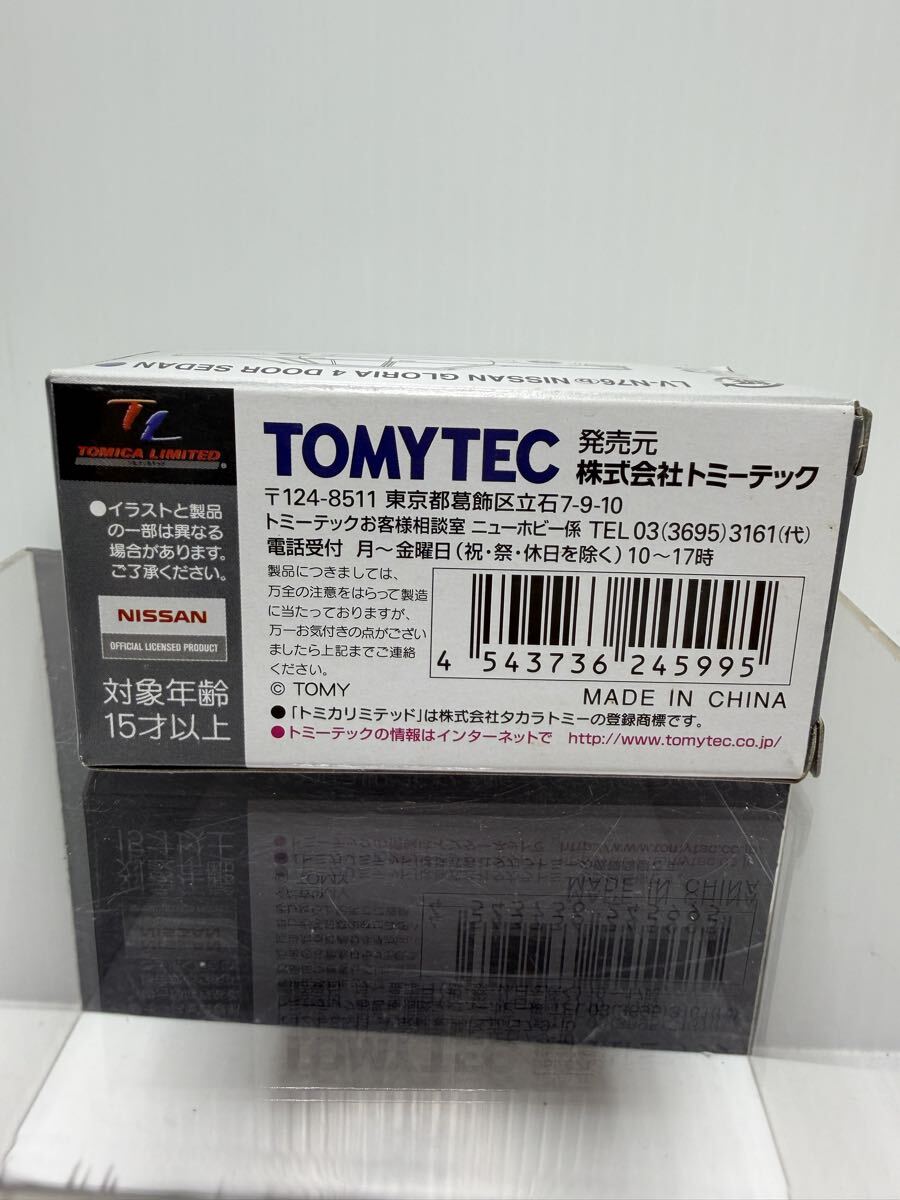 LV-N76b NISSAN GLORIA 4 DOOR SEDAN
TL
TOMICA LIMITED
●イラストと製品
の一部は異なる
場合があります。
ご了承ください。
NISSAN
OFFICIAL LICENSED PRODUCT
対象年齢
15才以上
TOMYTEC 発売元
株式会社トミーテック
〒124-8511 東京都葛飾区立石7-9-10
トミーテックお客様相談室 ニューホビー係 TEL 03(3695)3161(代)
電話受付 月〜金曜日(祝・祭・休日を除く)10〜17時
製品につきましては、
万全の注意をはらって製造
に当たっておりますが、
万一お気付きの点がござい
ましたら上記までご連絡
ください。
© TOMY
4 543736 245995
MADE IN CHINA
●「トミカリミテッド」は株式会社タカラトミーの登録商標です。
●トミーテックの情報はインターネットで http://www.tomytec.co.jp/